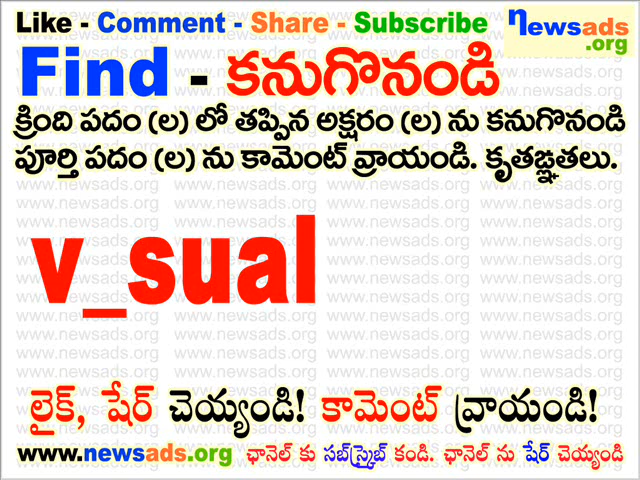 Like - Comment - Share - Subscribe
newsads
.org
Find - కనుగొనండి
క్రింది పదం (ల) లో తప్పిన అక్షరం (ల) ను కనుగొనండి
పూర్తి పదం (ల) ను కామెంట్ వ్రాయండి. కృతఙ్ఞతలు.
v_sual
లైక్, షేర్ చెయ్యండి! కామెంట్ వ్రాయండి!
www.newsads.org ఛానెల్ కు సబ్‌స్క్రైబ్ కండి. ఛానెల్ ను షేర్ చెయ్యండి